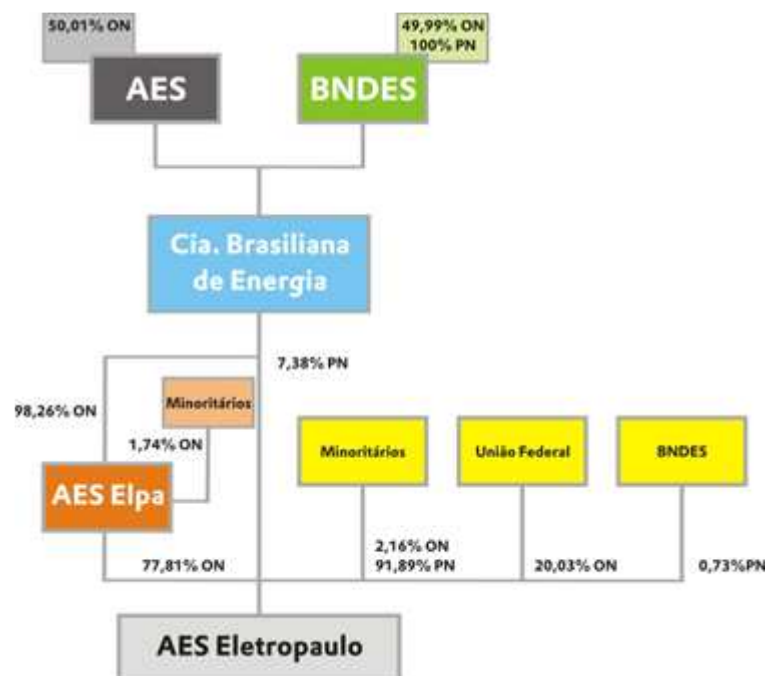 50,01% ON
49,99% ON
100% PN
AES
BNDES
Cia. Brasiliana
de Energia
7,38% PN
98,26% ON
Minoritários
1,74% ON
Minoritários
União Federal
BNDES
AES Elpa
2,16% ON
77,81% ON
91,89% PN
20,03% ON
0,73%PN
AES Eletropaulo